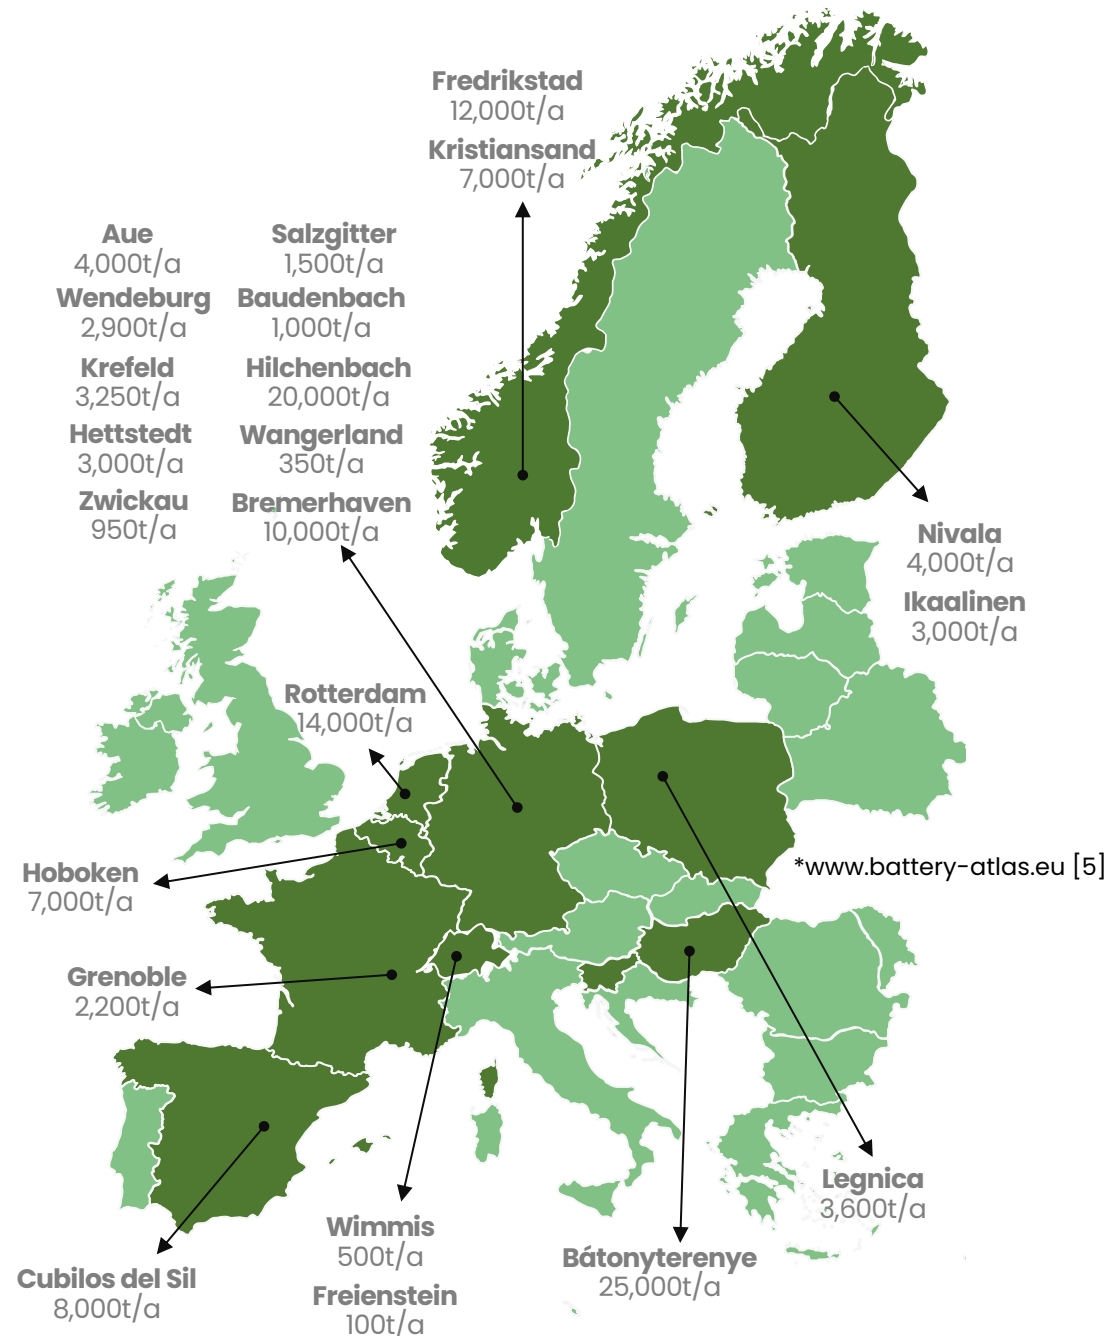 Fredrikstad
12,000t/a
Kristiansand
7,000t/a
Aue
4,000t/a
Wendeburg
2,900t/a
Krefeld
3,250t/a
Hettstedt
3,000t/a
Zwickau
950t/a
Salzgitter
1,500t/a
Baudenbach
1,000t/a
Hilchenbach
20,000t/a
Wangerland
350t/a
Bremerhaven
10,000t/a
Nivala
4,000t/a
Ikaalinen
3,000t/a
Rotterdam
14,000t/a
*www.battery-atlas.eu [5]
Hoboken
7,000t/a
Grenoble
2,200t/a
Legnica
3,600t/a
Wimmis
500t/a
Freienstein
100t/a
Bátonyterenye
25,000t/a
Cubilos del Sil
8,000t/a